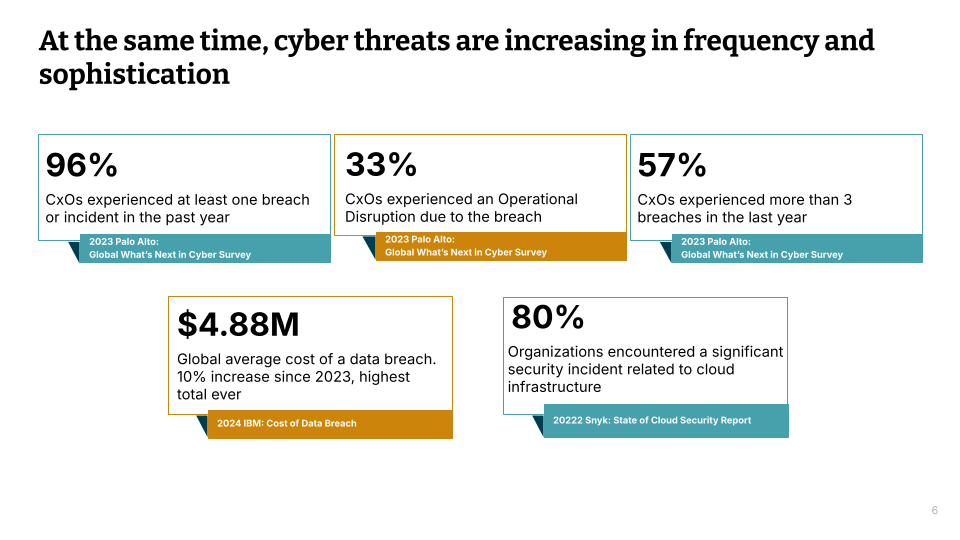 At the same time, cyber threats are increasing in frequency and
sophistication
96%
CxOs experienced at least one breach
or incident in the past year
2023 Palo Alto:
Global What's Next in Cyber Survey
33%
CxOs experienced an Operational
Disruption due to the breach
2023 Palo Alto:
Global What's Next in Cyber Survey
57%
CxOs experienced more than 3
breaches in the last year
2023 Palo Alto:
Global What's Next in Cyber Survey
$4.88M
Global average cost of a data breach.
10% increase since 2023, highest
total ever
2024 IBM: Cost of Data Breach
80%
Organizations encountered a significant
security incident related to cloud
infrastructure
20222 Snyk: State of Cloud Security Report
6